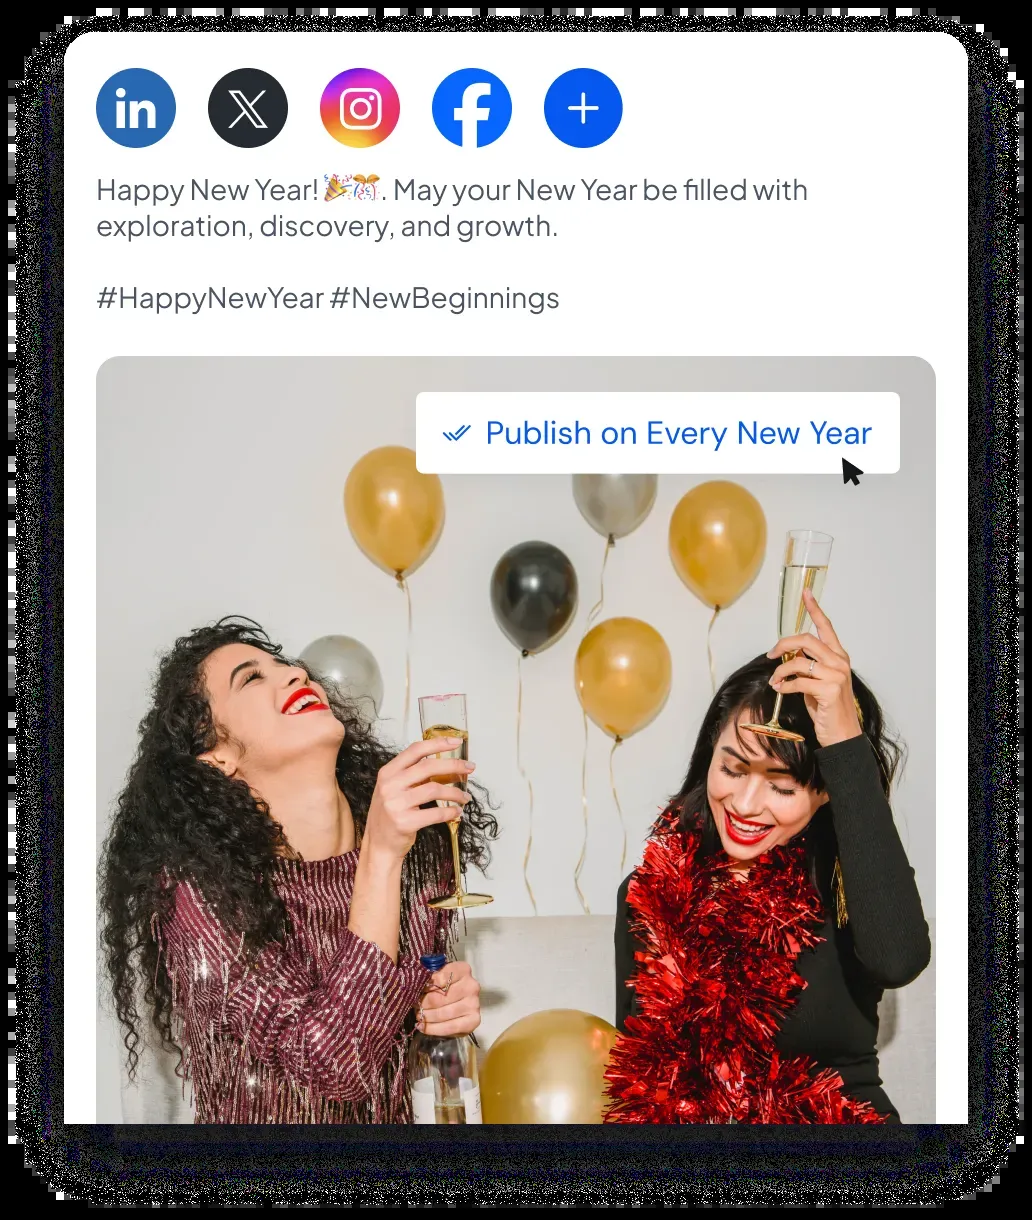 in
Happy New Year! 🎉🎊. May your New Year be filled with
exploration, discovery, and growth.
#HappyNewYear #NewBeginnings
Publish on Every New Year